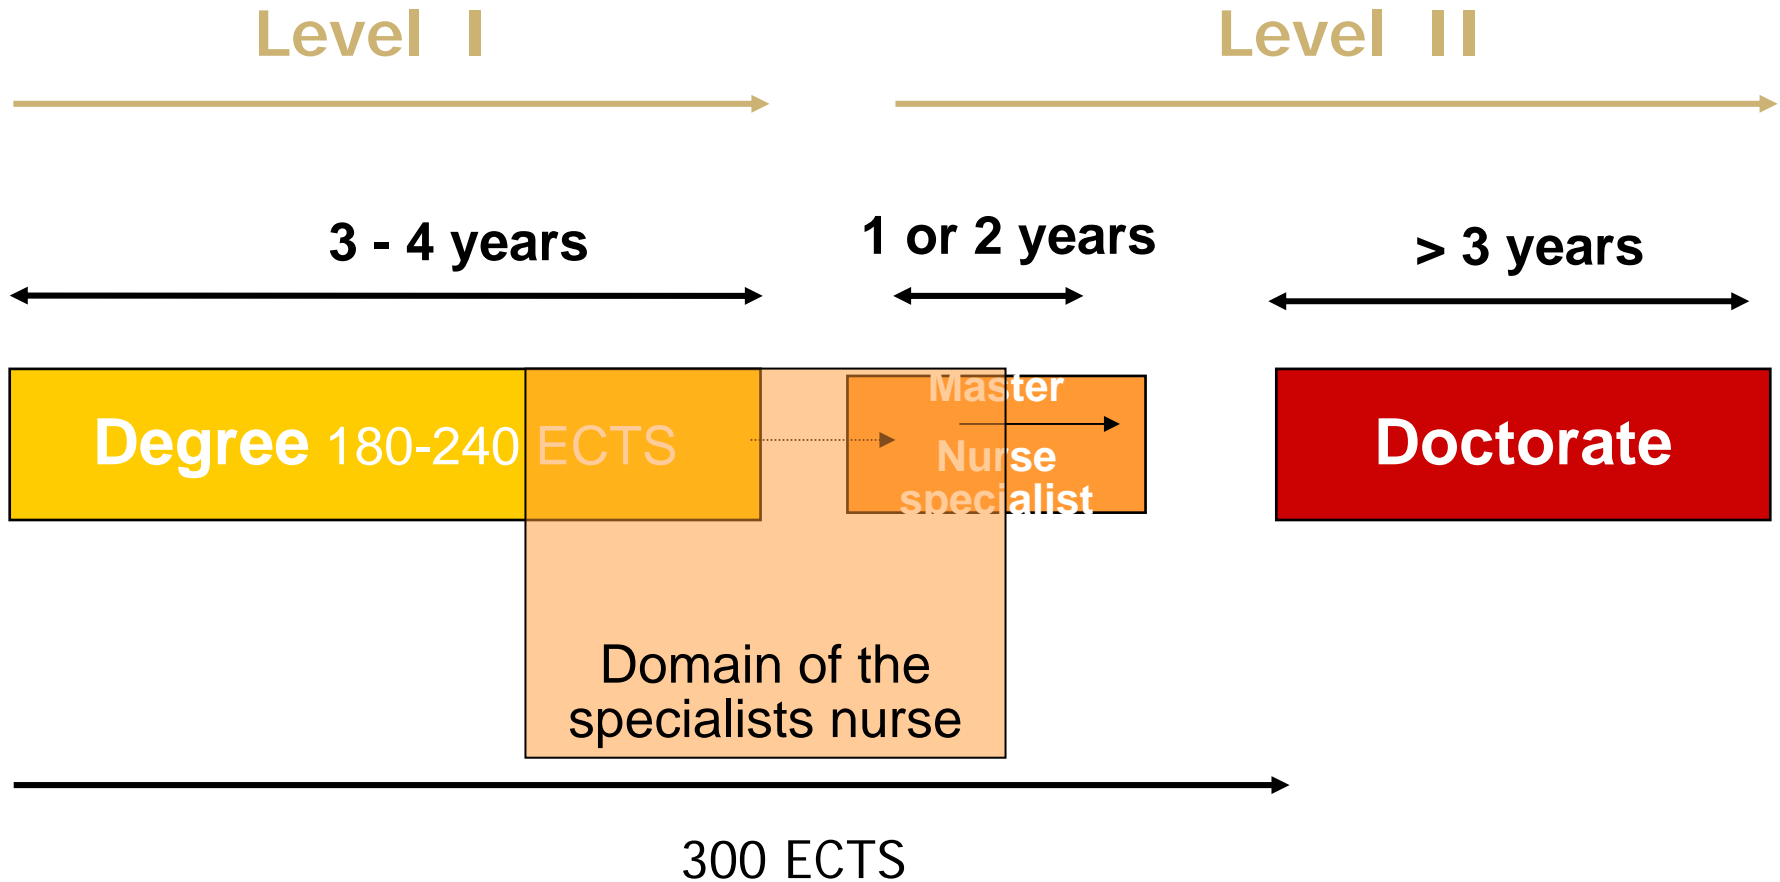 Level I
Level II
3 - 4 years
1 or 2 years
> 3 years
Degree 180-240 ECTS
Master
Nurse
specialist
Doctorate
Domain of the
specialists nurse
300 ECTS